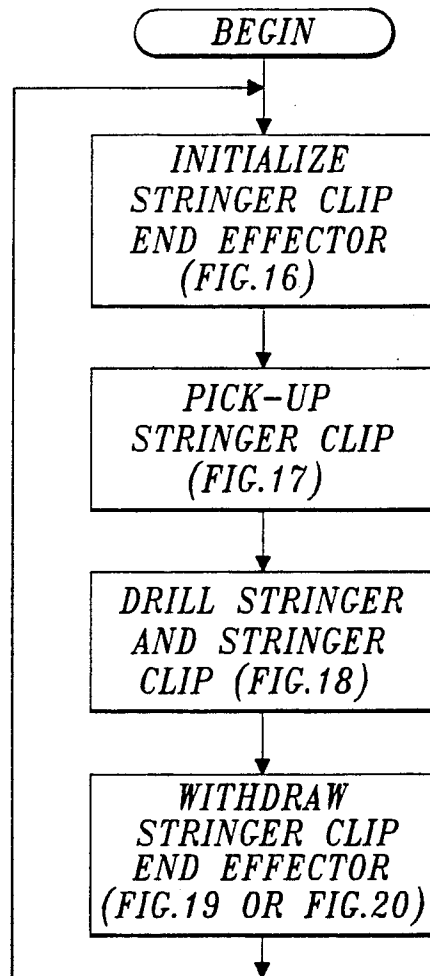 BEGIN
INITIALIZE
STRINGER CLIP
END EFFECTOR
(FIG.16)
PICK-UP
STRINGER CLIP
(FIG.17)
DRILL STRINGER
AND STRINGER
CLIP (FIG.18)
WITHDRAW
STRINGER CLIP
END EFFECTOR
(FIG.19 OR FIG.20)